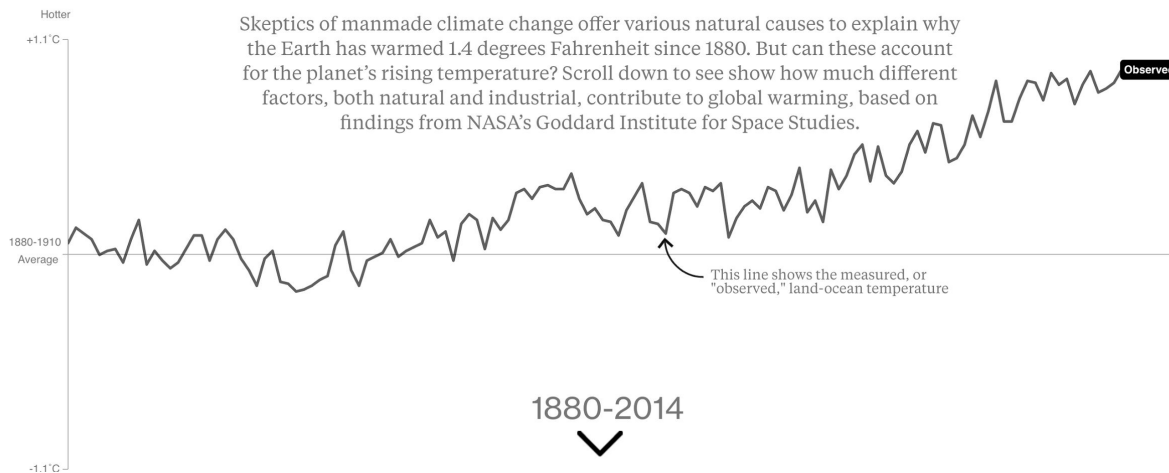 Hotter
+1.1°C
Skeptics of manmade climate change offer various natural causes to explain why
the Earth has warmed 1.4 degrees Fahrenheit since 1880. But can these account
for the planet’s rising temperature? Scroll down to see show how much different
factors, both natural and industrial, contribute to global warming, based on
findings from NASA’s Goddard Institute for Space Studies.
Observed
1880-1910
Average
This line shows the measured, or
"observed," land-ocean temperature
1880-2014
-1.1°C